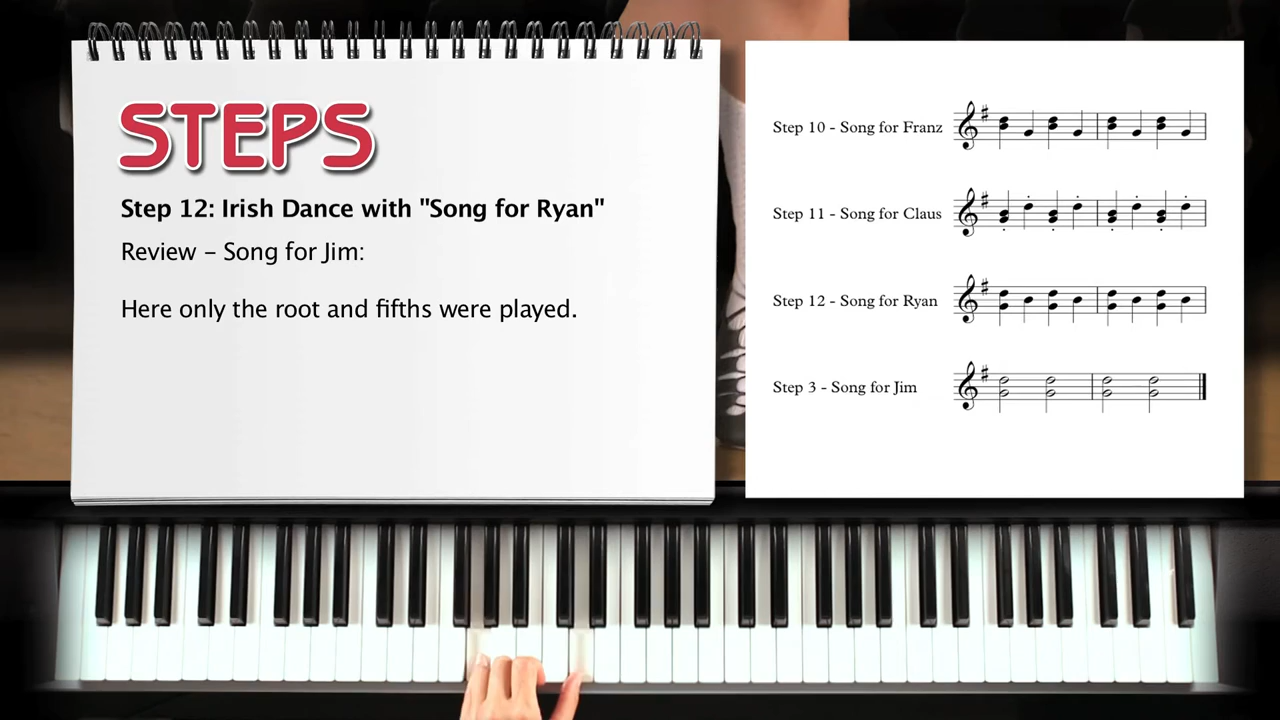 STEPS
Step 12: Irish Dance with "Song for Ryan"
Review – Song for Jim:
Here only the root and fifths were played.
Step 10 - Song for Franz
Step 11 - Song for Claus
Step 12 - Song for Ryan
Step 3 - Song for Jim